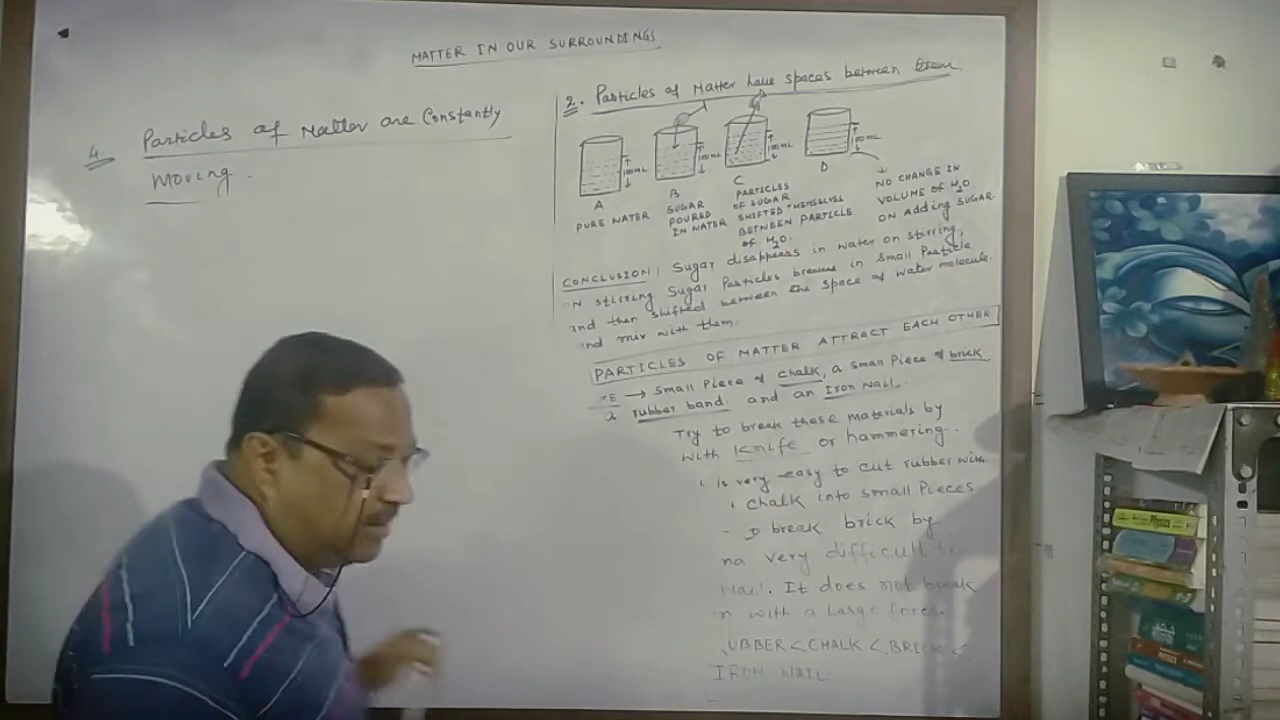 MATTER IN OUR SURROUNDINGS
4. Particles of Matter are Constantly
Moving.
2. Particles of Matter have spaces between them
100ML
100ML
100ML
100ML
A
B
C
D
PURE WATER
SUGAR
POURED
IN WATER
PARTICLES
OF SUGAR
SHIFTED THEMSELVES
BETWEEN PARTICLE
OF H2O.
NO CHANGE IN
VOLUME OF H2O
ON Adding SUGAR.
CONCLUSION: Sugar disappears in water on stirring,
N stirring Sugar Particles in Small Particle
and then shifted between the space of water molecule.
and mix with them.
PARTICLES OF MATTER ATTRACT EACH OTHER
→ Small Piece of Chalk, a small Piece of brick
a rubber band. and an Iron Nail.
Try to break these materials by
with Knife or hammering.
is very easy to cut rubber with
Chalk into small Pieces
break brick by
very difficult
Nail. It does not break
with a Large force.
UBBER < CHALK < BRICK <
IRON NAIL